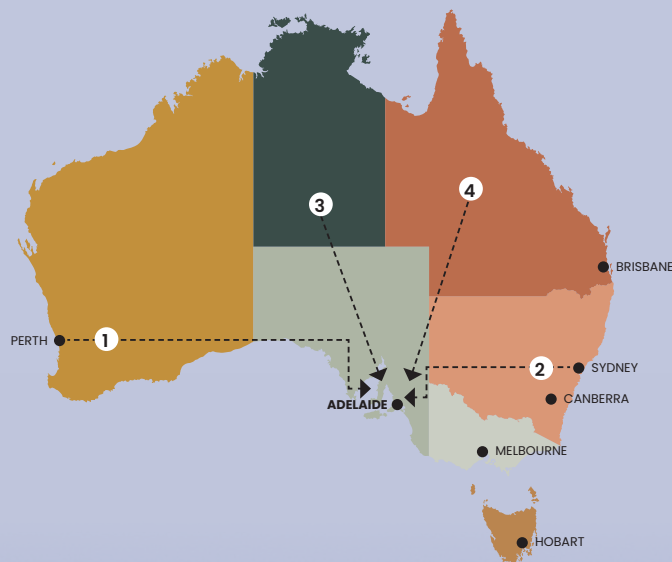 3
4
BRISBANE
PERTH
1
2
SYDNEY
ADELAIDE
CANBERRA
MELBOURNE
HOBART